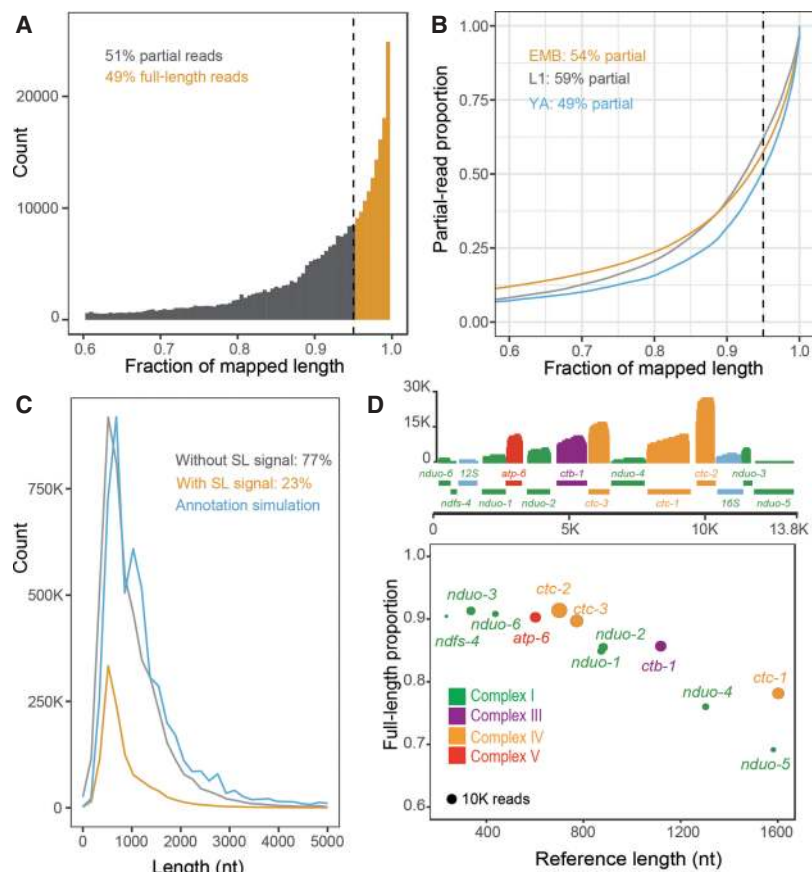 A
51% partial reads
49% full-length reads
20000
10000
0
Count
0.6
0.7
0.8
0.9
1.0
Fraction of mapped length
B
EMB: 54% partial
L1: 59% partial
YA: 49% partial
1.00
0.75
0.50
0.25
0.00
Partial-read proportion
0.6
0.7
0.8
0.9
1.0
Fraction of mapped length
C
Without SL signal: 77%
With SL signal: 23%
Annotation simulation
750K
500K
250K
0
Count
0 1000 2000 3000 4000 5000
Length (nt)
D
30K
15K
0
nduo-6 12S atp-6 ctb-1 nduo-4 ctc-2 nduo-3
ndfs-4 nduo-1 nduo-2 ctc-3 ctc-1 16S nduo-5
0 5K 10K 13.8K
1.0
0.9
0.8
0.7
0.6
Full-length proportion
nduo-3
ctc-2
ctc-3
ndfs-4
nduo-6
atp-6
nduo-2
nduo-1
ctb-1
ctc-1
nduo-4
nduo-5
Complex I
Complex III
Complex IV
Complex V
10K reads
400 800 1200 1600
Reference length (nt)